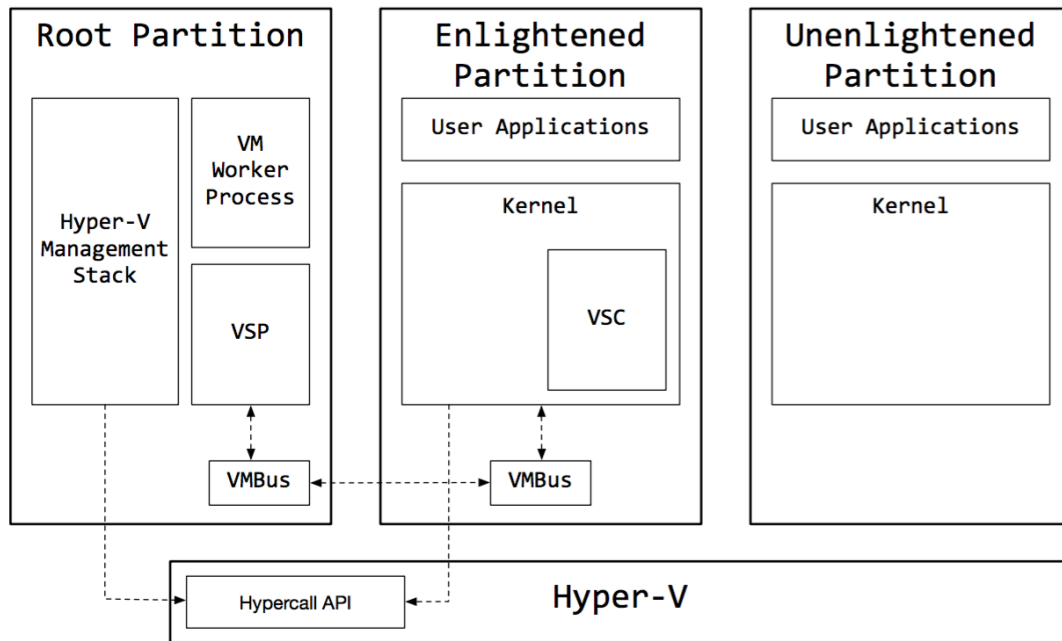 Root Partition
Hyper-V
Management
Stack
VM
Worker
Process
VSP
VMBus
Enlightened
Partition
User Applications
Kernel
VSC
VMBus
Unenlightened
Partition
User Applications
Kernel
Hypercall API
Hyper-V